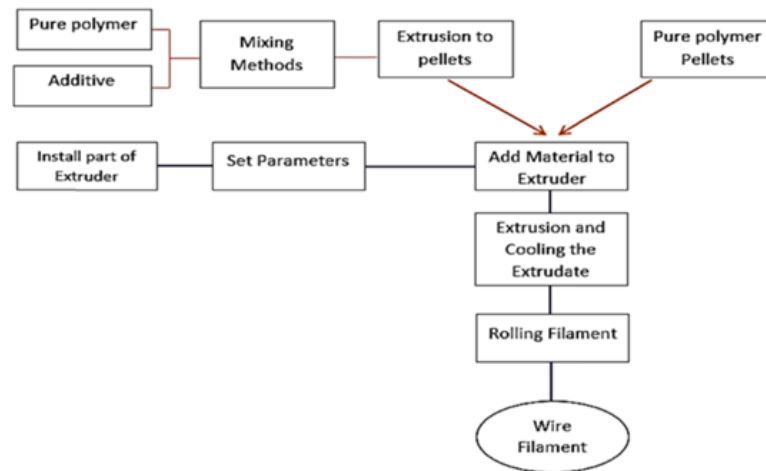 Pure polymer
Additive
Mixing
Methods
Extrusion to
pellets
Pure polymer
Pellets
Install part of
Extruder
Set Parameters
Add Material to
Extruder
Extrusion and
Cooling the
Extrudate
Rolling Filament
Wire
Filament